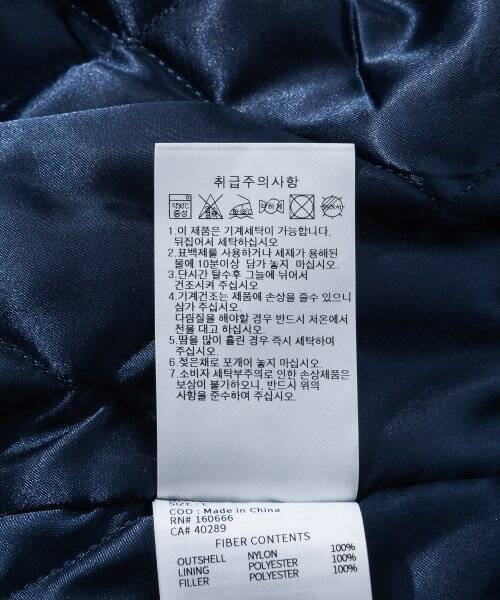 취급주의사항
약30℃
중성
약하게
1.이 제품은 기계세탁이 가능합니다.
뒤집어서 세탁하십시오
2.표백제를 사용하거나 세제가 용해된
물에 10분이상 담가 놓지 마십시오.
3.단시간 탈수후 그늘에 뉘어서
건조시켜 주십시오
4.기계건조는 제품에 손상을 줄수 있으니
삼가 주십시오.
다림질을 해야할 경우 반드시 저온에서
천을 대고 하십시오.
5.땀을 많이 흘린 경우 즉시 세탁하여
주십시오.
6.젖은채로 포개어 놓지 마십시오.
7.소비자 세탁부주의로 인한 손상제품은
보상이 불가하오니, 반드시 위의
사항을 준수하여 주십시오.
COO : Made in China
RN# 160666
CA# 40289
FIBER CONTENTS
OUTSHELL NYLON 100%
LINING POLYESTER 100%
FILLER POLYESTER 100%